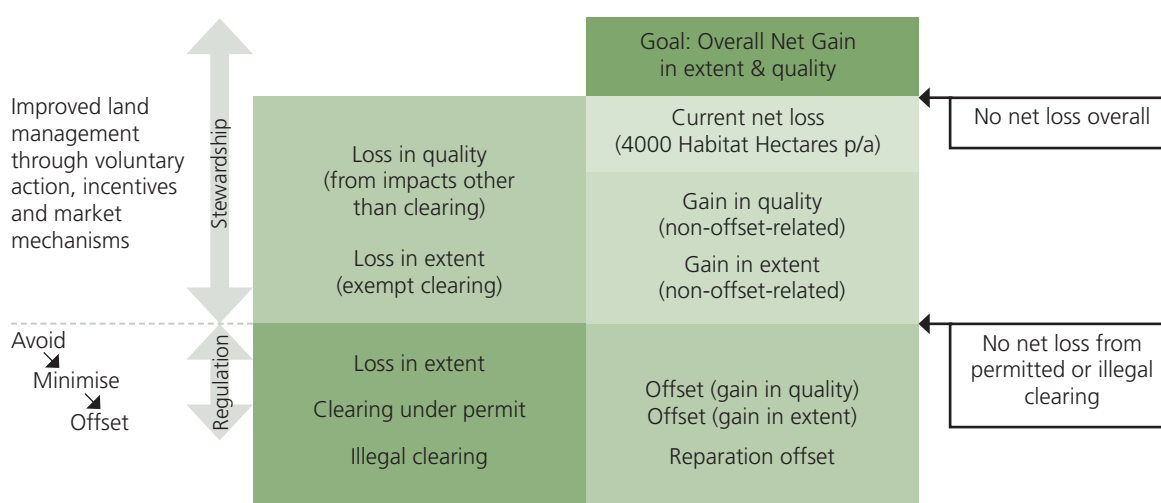 Goal: Overall Net Gain
in extent & quality
Improved land
management
through voluntary
action, incentives
and market
mechanisms
Stewardship
Loss in quality
(from impacts other
than clearing)
Loss in extent
(exempt clearing)
Current net loss
(4000 Habitat Hectares p/a)
Gain in quality
(non-offset-related)
Gain in extent
(non-offset-related)
No net loss overall
Avoid
Minimise
Offset
Regulation
Loss in extent
Clearing under permit
Illegal clearing
Offset (gain in quality)
Offset (gain in extent)
Reparation offset
No net loss from
permitted or illegal
clearing